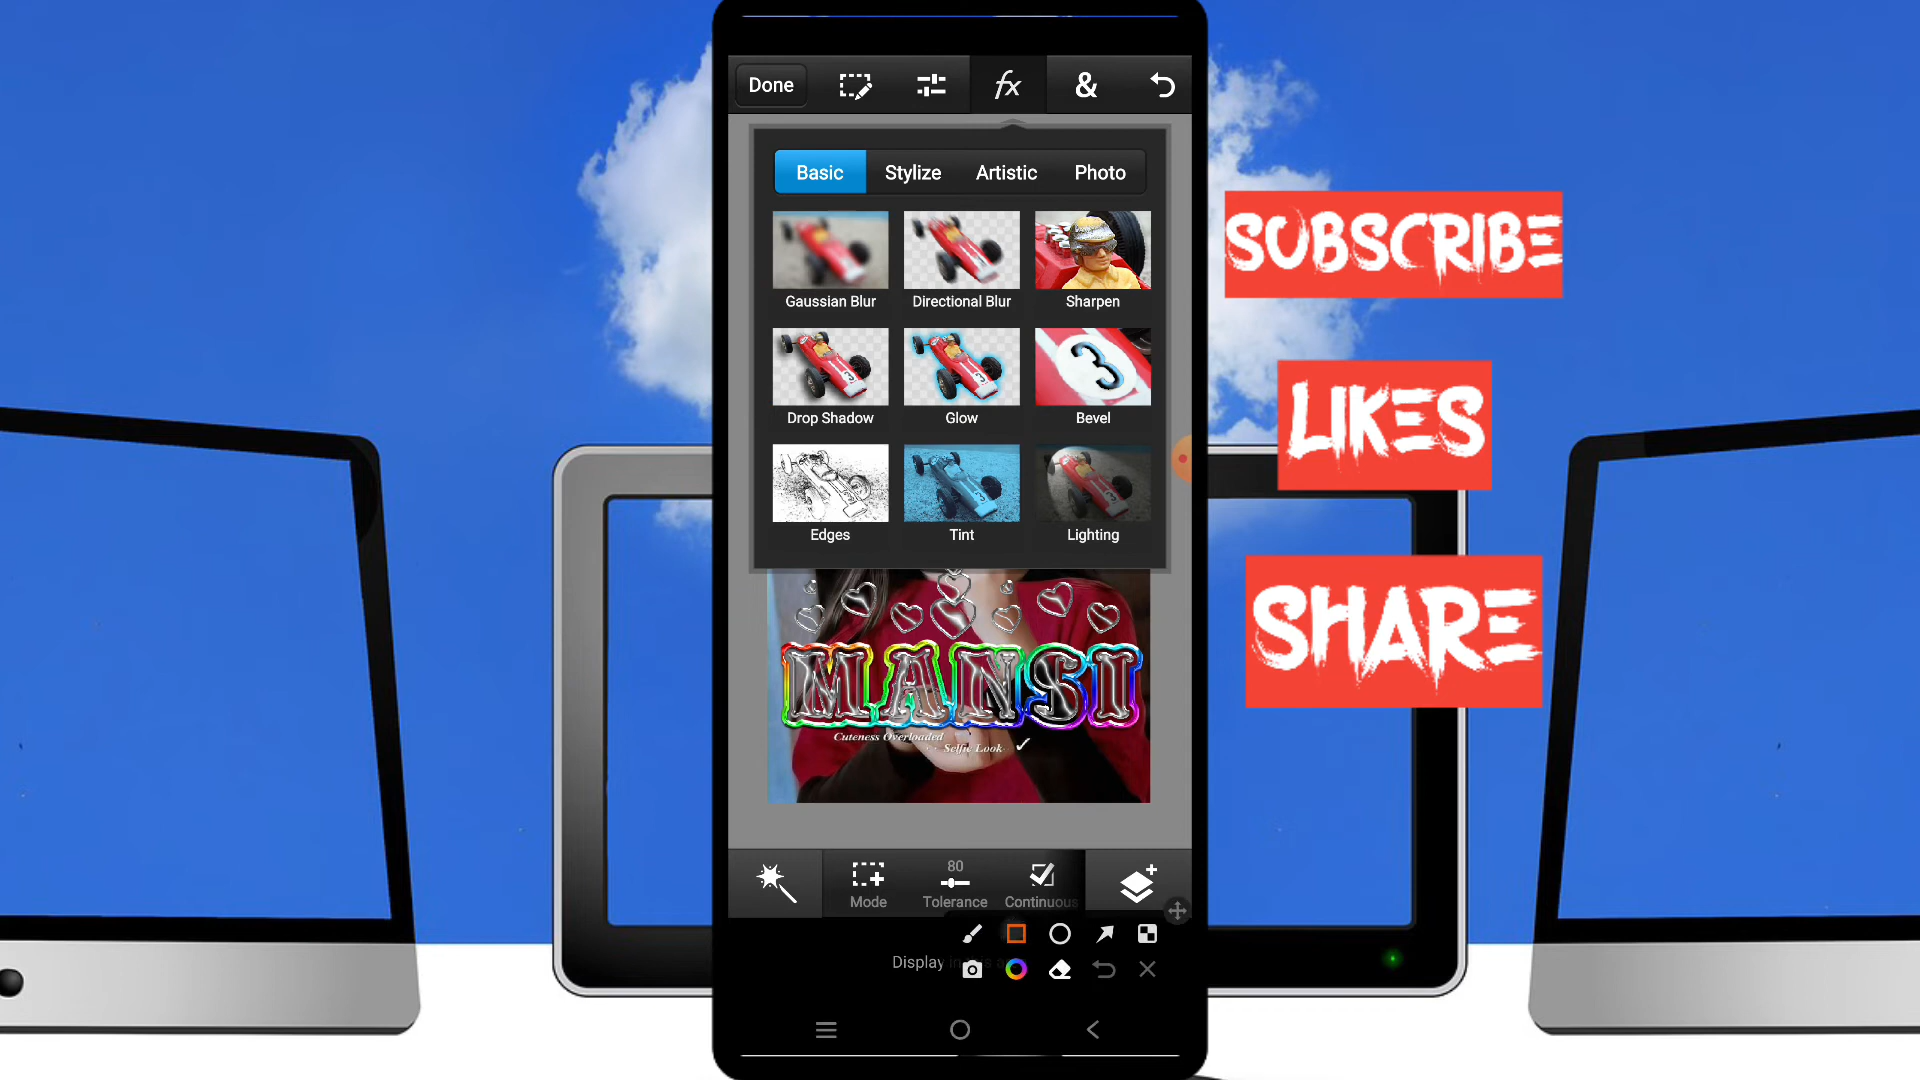 Done fx &
Basic Stylize Artistic Photo
Gaussian Blur Directional Blur Sharpen
Drop Shadow Glow Bevel
Edges Tint Lighting
MANSI
Cuteness Overloaded
Selfie Look
80
Mode Tolerance Continuous
Display
SUBSCRIBE
LIKES
SHARE